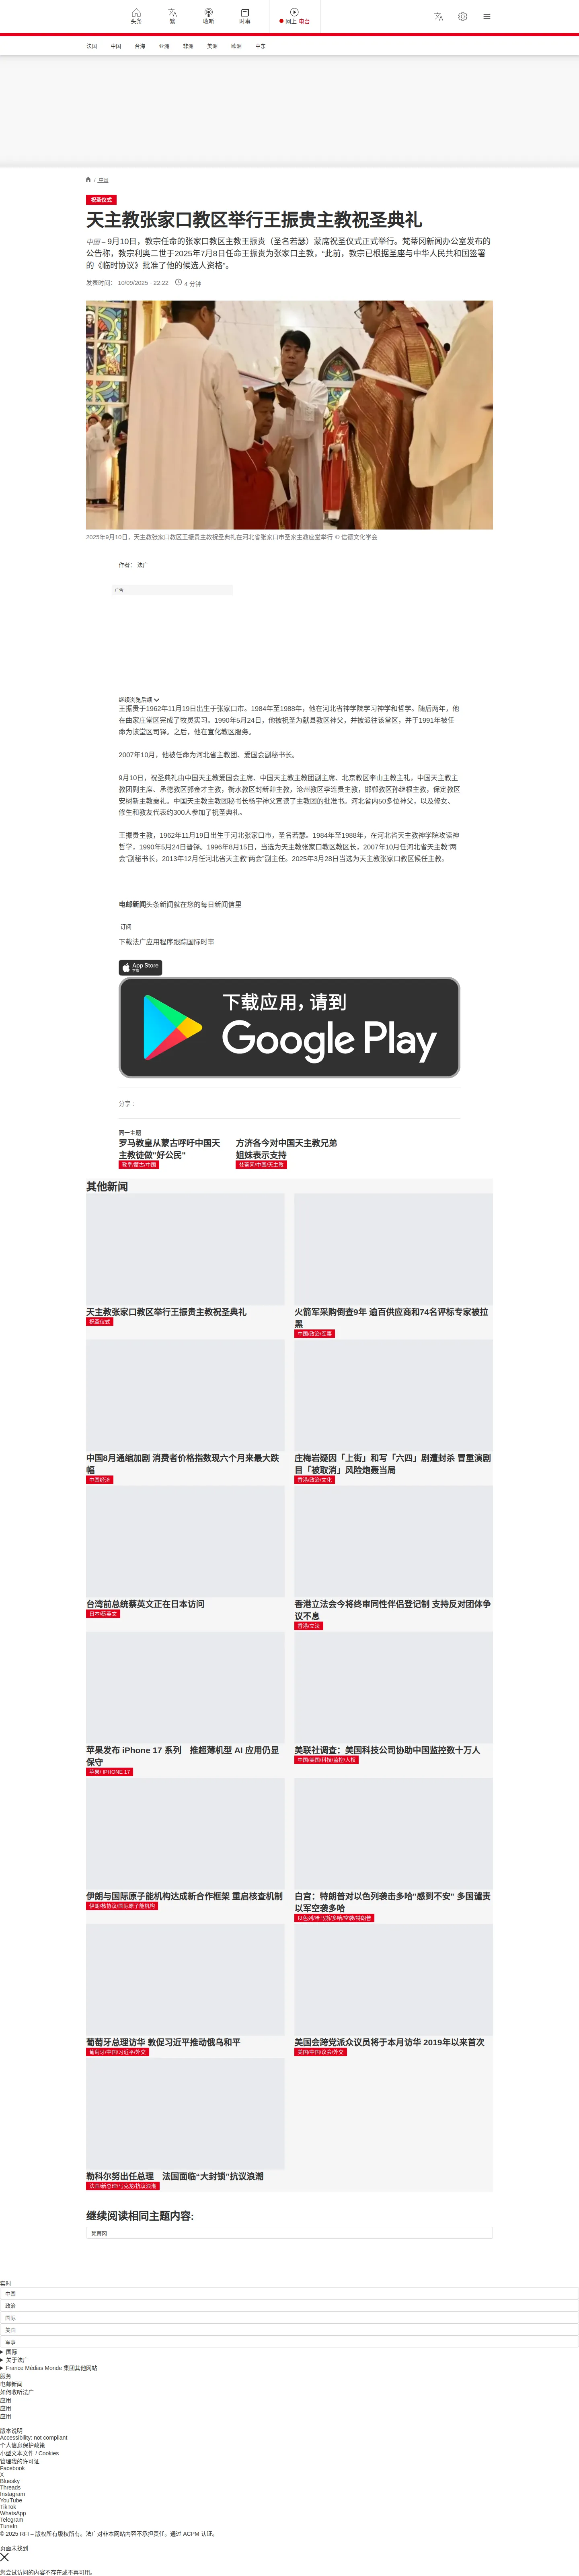 头条
繁
收听
时事
网上 电台
法国
中国
台海
亚洲
非洲
美洲
欧洲
中东
/ 中国
祝圣仪式
天主教张家口教区举行王振贵主教祝圣典礼
中国 – 9月10日，教宗任命的张家口教区主教王振贵（圣名若瑟）蒙席祝圣仪式正式举行。梵蒂冈新闻办公室发布的
公告称，教宗利奥二世于2025年7月8日任命王振贵为张家口主教，“此前，教宗已根据圣座与中华人民共和国签署
的《临时协议》批准了他的候选人资格”。
发表时间： 10/09/2025 - 22:22
4 分钟
2025年9月10日，天主教张家口教区王振贵主教祝圣典礼在河北省张家口市圣家主教座堂举行 © 信德文化学会
作者： 法广
广告
继续浏览后续
王振贵于1962年11月19日出生于张家口市。1984年至1988年，他在河北省神学院学习神学和哲学。随后两年，他
在曲家庄堂区完成了牧灵实习。1990年5月24日，他被祝圣为献县教区神父，并被派往该堂区，并于1991年被任
命为该堂区司铎。之后，他在宣化教区服务。
2007年10月，他被任命为河北省主教团、爱国会副秘书长。
9月10日，祝圣典礼由中国天主教爱国会主席、中国天主教主教团副主席、北京教区李山主教主礼，中国天主教主
教团副主席、承德教区郭金才主教，衡水教区封新卯主教，沧州教区李连贵主教，邯郸教区孙继根主教，保定教区
安树新主教襄礼。中国天主教主教团秘书长杨宇神父宣读了主教团的批准书。河北省内50多位神父，以及修女、
修生和教友代表约300人参加了祝圣典礼。
王振贵主教，1962年11月19日出生于河北张家口市，圣名若瑟。1984年至1988年，在河北省天主教神学院攻读神
哲学，1990年5月24日晋铎。1996年8月15日，当选为天主教张家口教区教区长，2007年10月任河北省天主教“两
会”副秘书长，2013年12月任河北省天主教“两会”副主任。2025年3月28日当选为天主教张家口教区候任主教。
电邮新闻头条新闻就在您的每日新闻信里
订阅
下载法广应用程序跟踪国际时事
App Store
下载
下载应用，请到
Google Play
分享 :
同一主题
罗马教皇从蒙古呼吁中国天
主教徒做"好公民"
教皇/蒙古/中国
方济各今对中国天主教兄弟
姐妹表示支持
梵蒂冈/中国/天主教
其他新闻
天主教张家口教区举行王振贵主教祝圣典礼
祝圣仪式
火箭军采购倒查9年 逾百供应商和74名评标专家被拉
黑
中国/政治/军事
中国8月通缩加剧 消费者价格指数现六个月来最大跌
幅
中国经济
庄梅岩疑因「上街」和写「六四」剧遭封杀 冒重演剧
目「被取消」风险炮轰当局
香港/政治/文化
台湾前总统蔡英文正在日本访问
日本/蔡英文
香港立法会今将终审同性伴侣登记制 支持反对团体争
议不息
香港/立法
苹果发布 iPhone 17 系列　推超薄机型 AI 应用仍显
保守
苹果/ IPHONE 17
美联社调查：美国科技公司协助中国监控数十万人
中国/美国/科技/监控/人权
伊朗与国际原子能机构达成新合作框架 重启核查机制
伊朗/核协议/国际原子能机构
白宫：特朗普对以色列袭击多哈"感到不安" 多国谴责
以军空袭多哈
以色列/哈马斯/多哈/空袭/特朗普
葡萄牙总理访华 敦促习近平推动俄乌和平
葡萄牙/中国/习近平/外交
美国会跨党派众议员将于本月访华 2019年以来首次
美国/中国/议会/外交
勒科尔努出任总理　法国面临“大封锁”抗议浪潮
法国/新总理/马克龙/抗议浪潮
继续阅读相同主题内容:
梵蒂冈
实时
中国
政治
国际
美国
军事
国际
关于法广
France Médias Monde 集团其他网站
服务
电邮新闻
如何收听法广
应用
应用
应用
版本说明
Accessibility: not compliant
个人信息保护政策
小型文本文件 / Cookies
管理我的许可证
Facebook
X
Bluesky
Threads
Instagram
YouTube
TikTok
WhatsApp
Telegram
TuneIn
© 2025 RFI – 版权所有版权所有。法广对非本网站内容不承担责任。通过 ACPM 认证。
页面未找到
您尝试访问的内容不存在或不再可用。